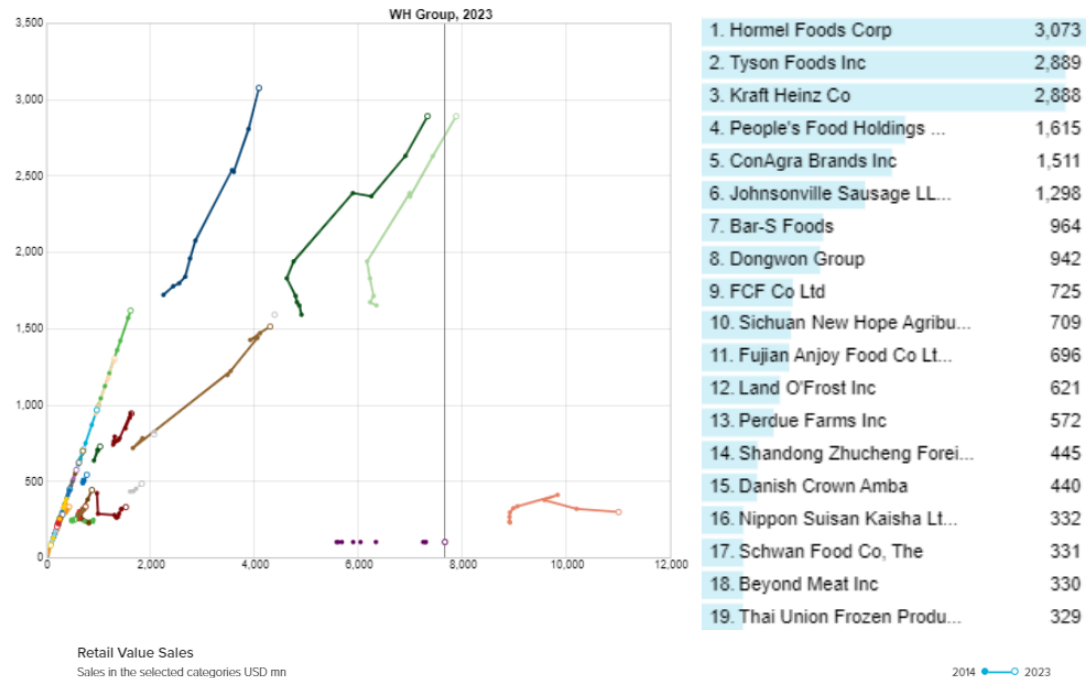 WH Group, 2023
3,500
3,000
2,500
2,000
1,500
1,000
500
0
0 2,000 4,000 6,000 8,000 10,000 12,000
Retail Value Sales
Sales in the selected categories USD mn
1. Hormel Foods Corp 3,073
2. Tyson Foods Inc 2,889
3. Kraft Heinz Co 2,888
4. People's Food Holdings ... 1,615
5. ConAgra Brands Inc 1,511
6. Johnsonville Sausage LL... 1,298
7. Bar-S Foods 964
8. Dongwon Group 942
9. FCF Co Ltd 725
10. Sichuan New Hope Agribu... 709
11. Fujian Anjoy Food Co Lt... 696
12. Land O'Frost Inc 621
13. Perdue Farms Inc 572
14. Shandong Zhucheng Forei... 445
15. Danish Crown Amba 440
16. Nippon Suisan Kaisha Lt... 332
17. Schwan Food Co, The 331
18. Beyond Meat Inc 330
19. Thai Union Frozen Produ... 329
2014 2023